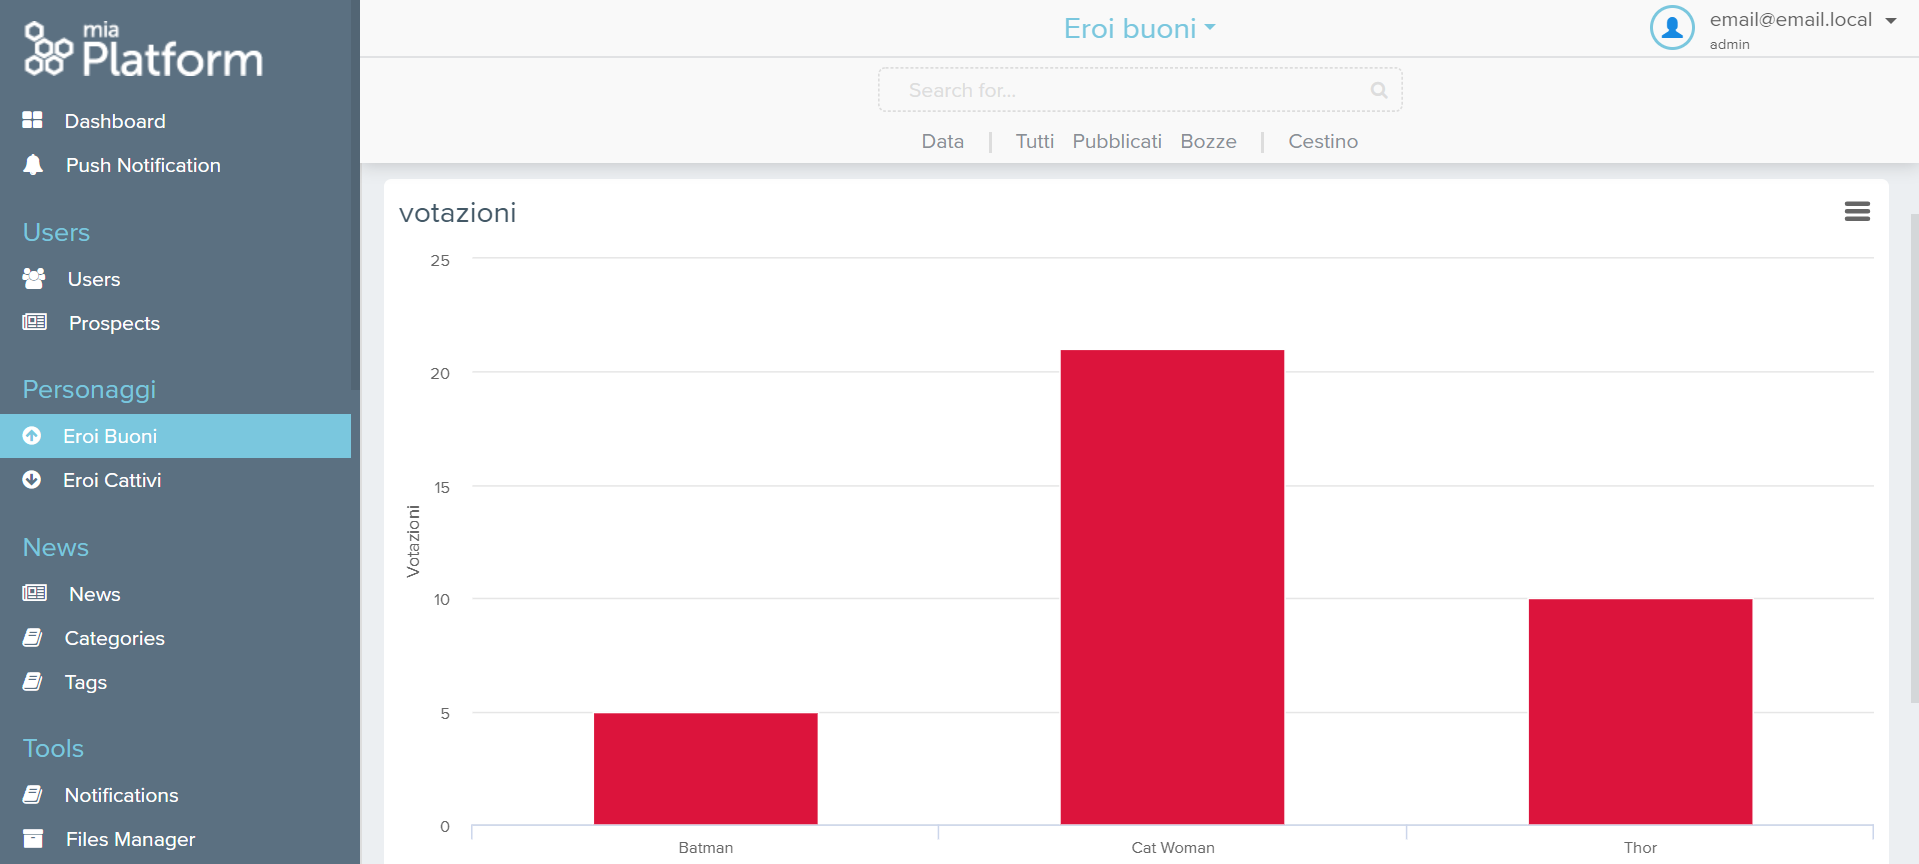 mia
Platform
Dashboard
Push Notification
Users
Users
Prospects
Personaggi
Eroi Buoni
Eroi Cattivi
News
News
Categories
Tags
Tools
Notifications
Files Manager
Eroi buoni
email@email.local
admin
Search for...
Data | Tutti Pubblicati Bozze | Cestino
votazioni
25
20
15
10
5
0
Votazioni
Batman Cat Woman Thor